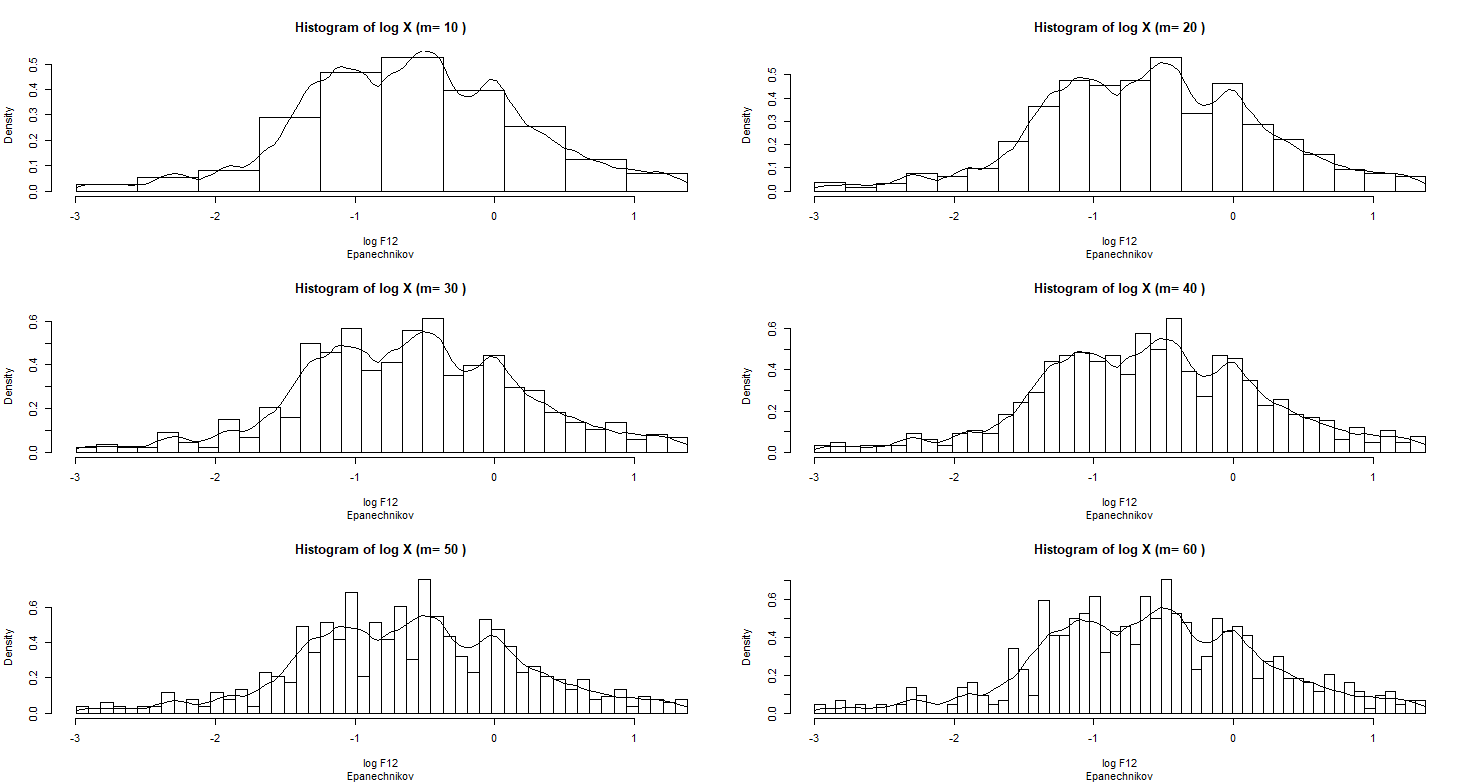 Histogram of log X (m= 10 )
Density
0.0 0.1 0.2 0.3 0.4 0.5
-3 -2 -1 0 1
log F12
Epanechnikov
Histogram of log X (m= 20 )
Density
0.0 0.1 0.2 0.3 0.4 0.5
-3 -2 -1 0 1
log F12
Epanechnikov
Histogram of log X (m= 30 )
Density
0.0 0.2 0.4 0.6
-3 -2 -1 0 1
log F12
Epanechnikov
Histogram of log X (m= 40 )
Density
0.0 0.2 0.4 0.6
-3 -2 -1 0 1
log F12
Epanechnikov
Histogram of log X (m= 50 )
Density
0.0 0.2 0.4 0.6
-3 -2 -1 0 1
log F12
Epanechnikov
Histogram of log X (m= 60 )
Density
0.0 0.2 0.4 0.6
-3 -2 -1 0 1
log F12
Epanechnikov